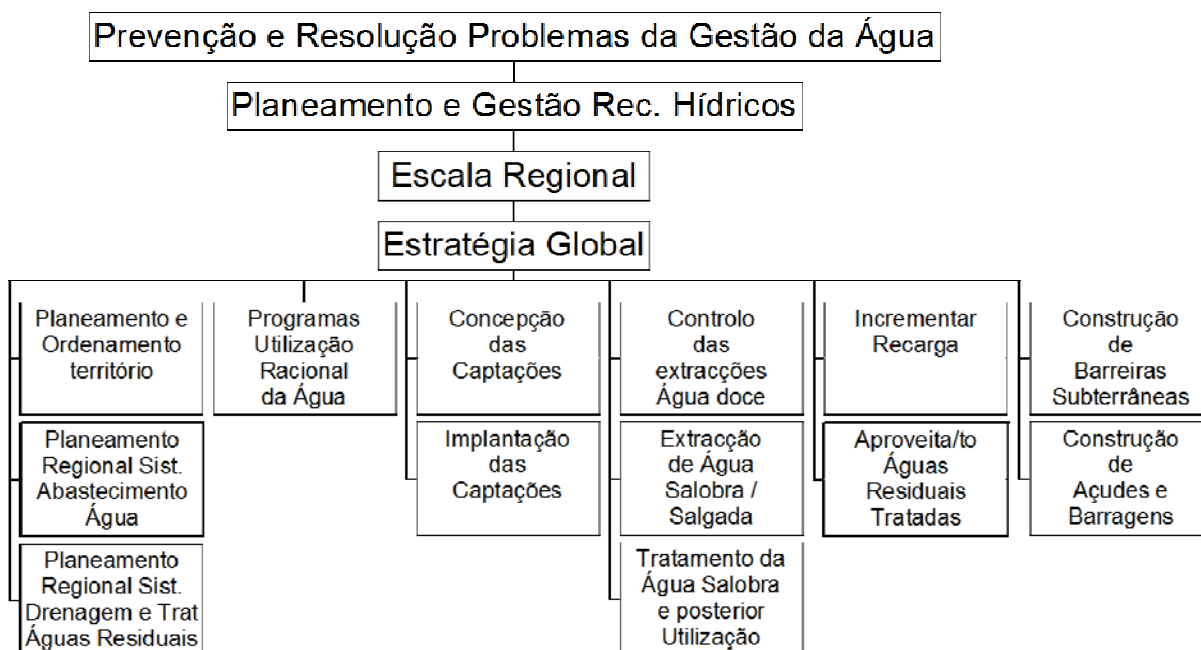 Prevenção e Resolução Problemas da Gestão da Água
Planeamento e Gestão Rec. Hídricos
Escala Regional
Estratégia Global
Planeamento e
Ordenamento
território
Programas
Utilização
Racional
da Água
Concepção
das
Captações
Controlo
das
extracções
Água doce
Incrementar
Recarga
Construção
de
Barreiras
Subterrâneas
Planeamento
Regional Sist.
Abastecimento
Água
Implantação
das
Captações
Extracção
de Água
Salobra /
Salgada
Aproveita/to
Águas
Residuais
Tratadas
Construção
de
Açudes e
Barragens
Planeamento
Regional Sist.
Drenagem e Trat
Águas Residuais
Tratamento da
Água Salobra
e posterior
Utilização